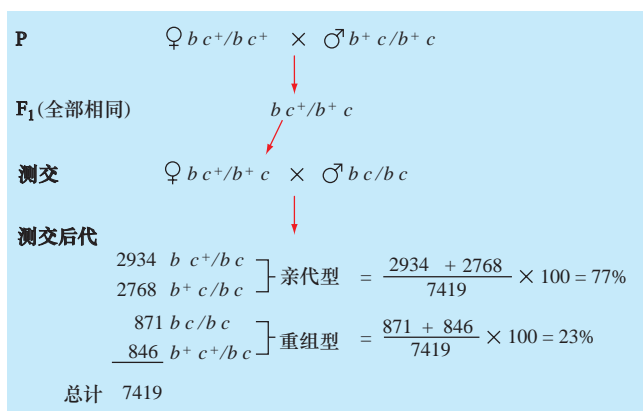 P ♀ b c⁺/b c⁺ × ♂ b⁺ c/b⁺ c
F₁(全部相同) b c⁺/b⁺ c
测交 ♀ b c⁺/b⁺ c × ♂ b c/b c
测交后代
2934 b c⁺/b c
2768 b⁺ c/b c
亲代型 = (2934 + 2768)/7419 × 100 = 77%
871 b c/b c
846 b⁺ c⁺/b c
重组型 = (871 + 846)/7419 × 100 = 23%
总计 7419